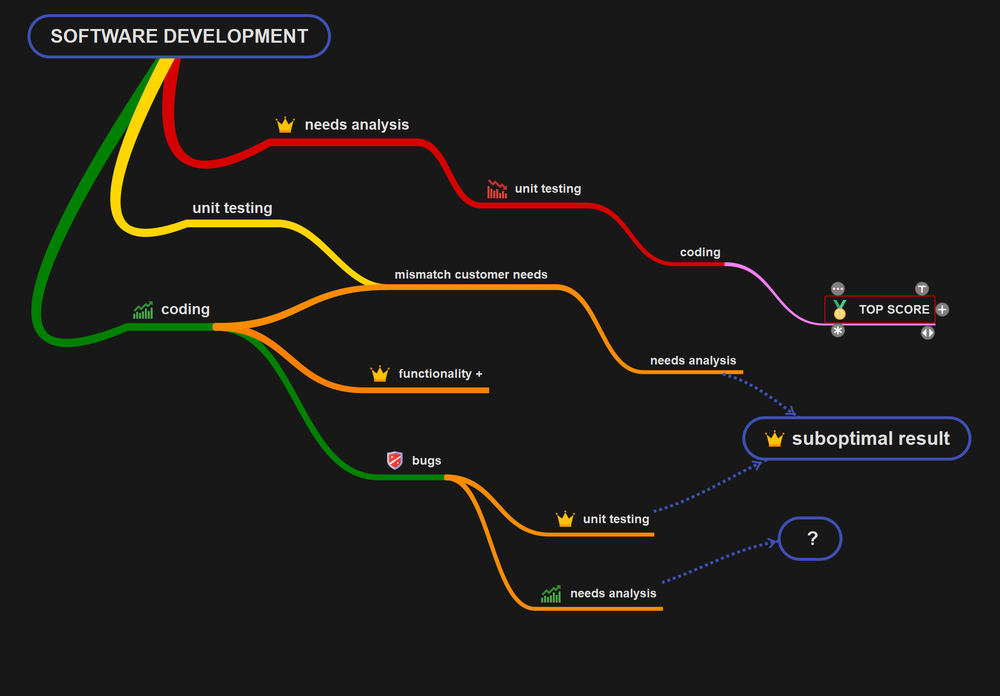 SOFTWARE DEVELOPMENT
needs analysis
unit testing
coding
TOP SCORE
unit testing
mismatch customer needs
needs analysis
coding
functionality +
bugs
unit testing
needs analysis
suboptimal result
?